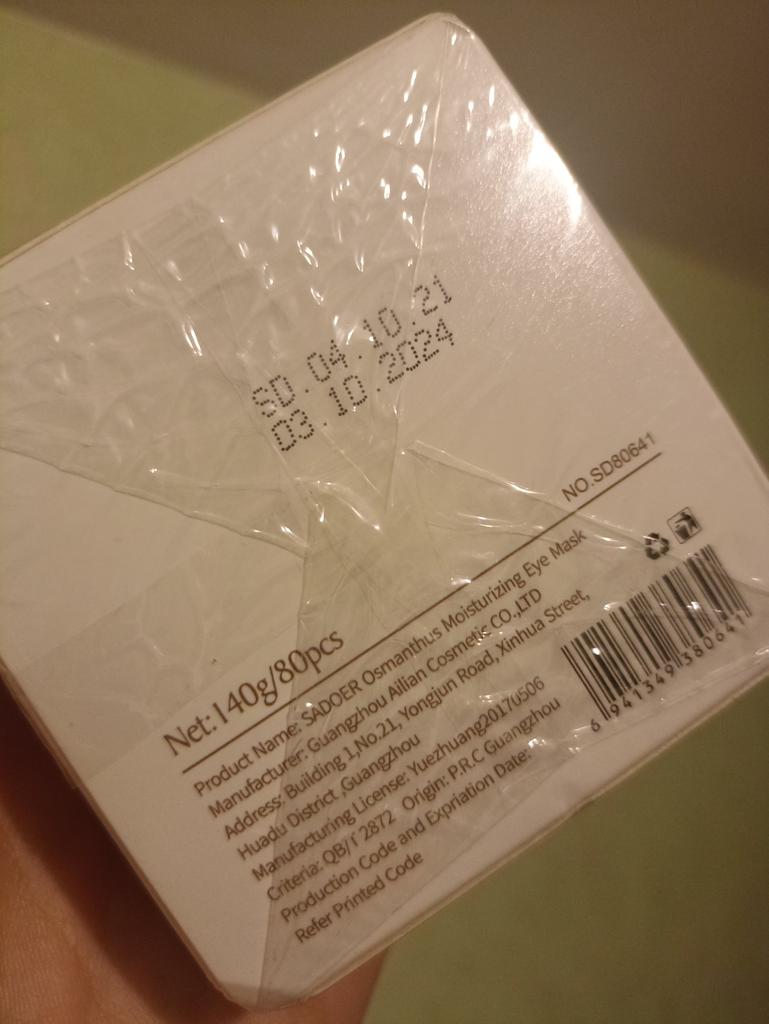 SD.04.10.21
03.10.2024
NO.SD80641
Net:140g/80pcs
Product Name: SADOER Osmanthus Moisturizing Eye Mask
Manufacturer: Guangzhou Ailian Cosmetic CO.,LTD
Address: Building 1,No.21, Yongjun Road, Xinhua Street,
Huadu District ,Guangzhou
Manufacturing License: Yuezhuang20170506
Criteria: QB/T 2872 Origin: P.R.C Guangzhou
Production Code and Expriation Date:
Refer Printed Code
6 941349 380641